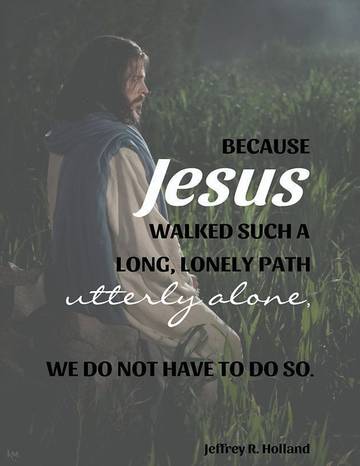 BECAUSE
Jesus
WALKED SUCH A
LONG, LONELY PATH
utterly alone,
WE DO NOT HAVE TO DO SO.
Jeffrey R. Holland